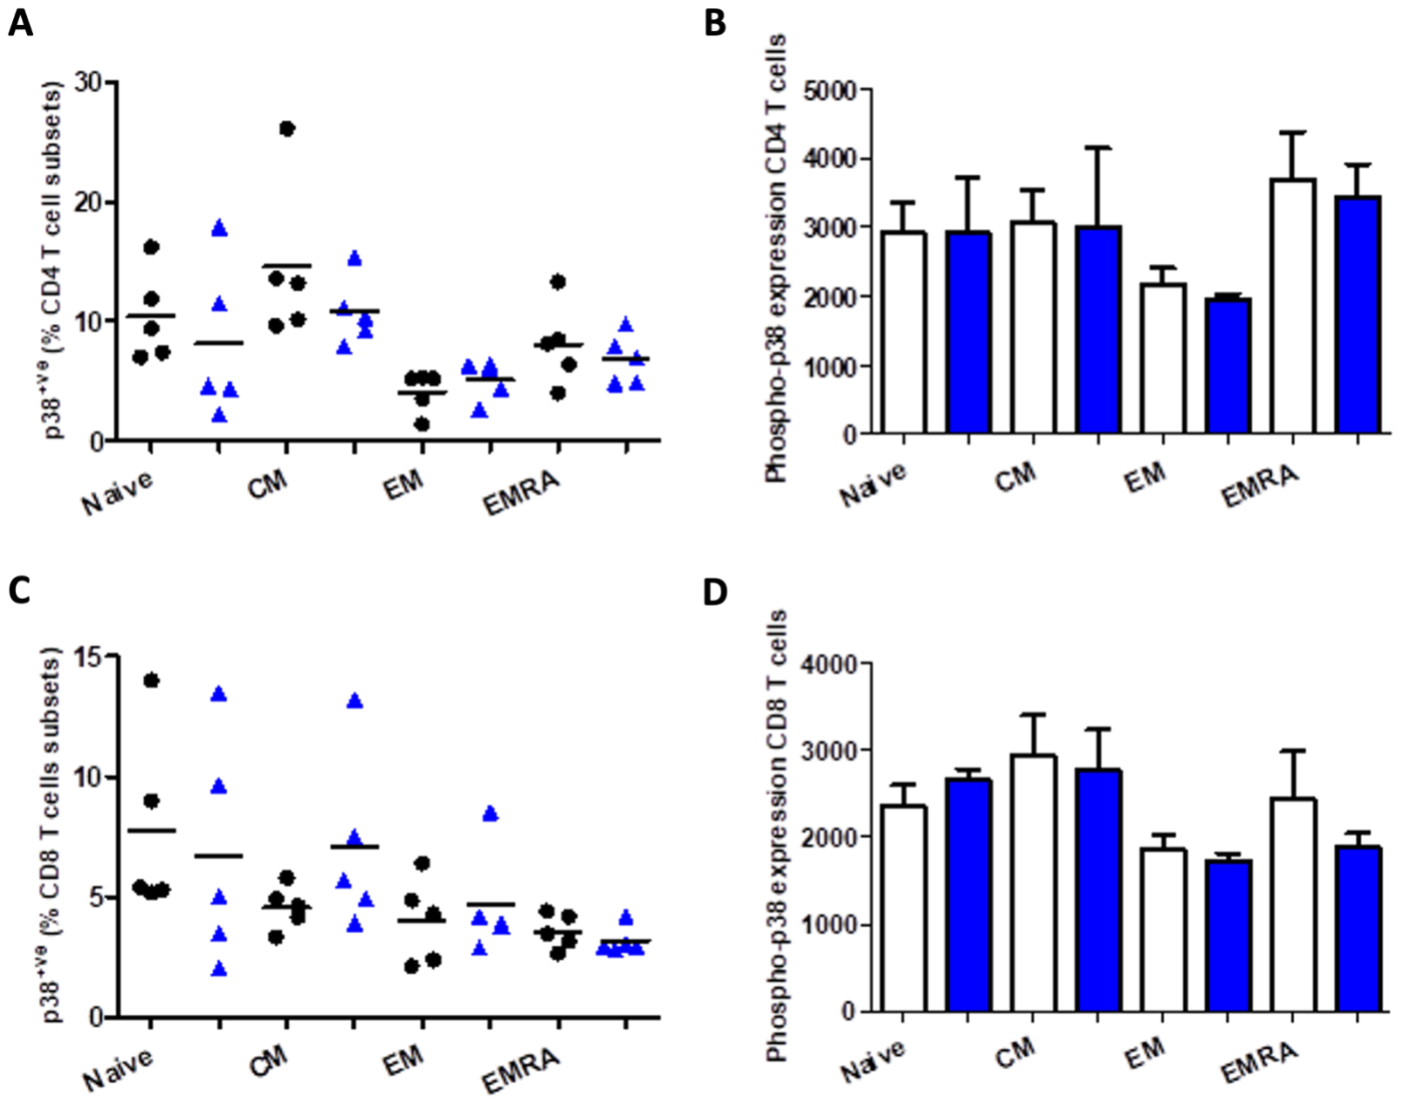 A
p38⁺ᵛᵉ (% CD4 T cell subsets)
30
20
10
0
Naive CM EM EMRA
B
Phospho-p38 expression CD4 T cells
5000
4000
3000
2000
1000
0
Naive CM EM EMRA
C
p38⁺ᵛᵉ (% CD8 T cells subsets)
15
10
5
0
Naive CM EM EMRA
D
Phospho-p38 expression CD8 T cells
4000
3000
2000
1000
0
Naive CM EM EMRA